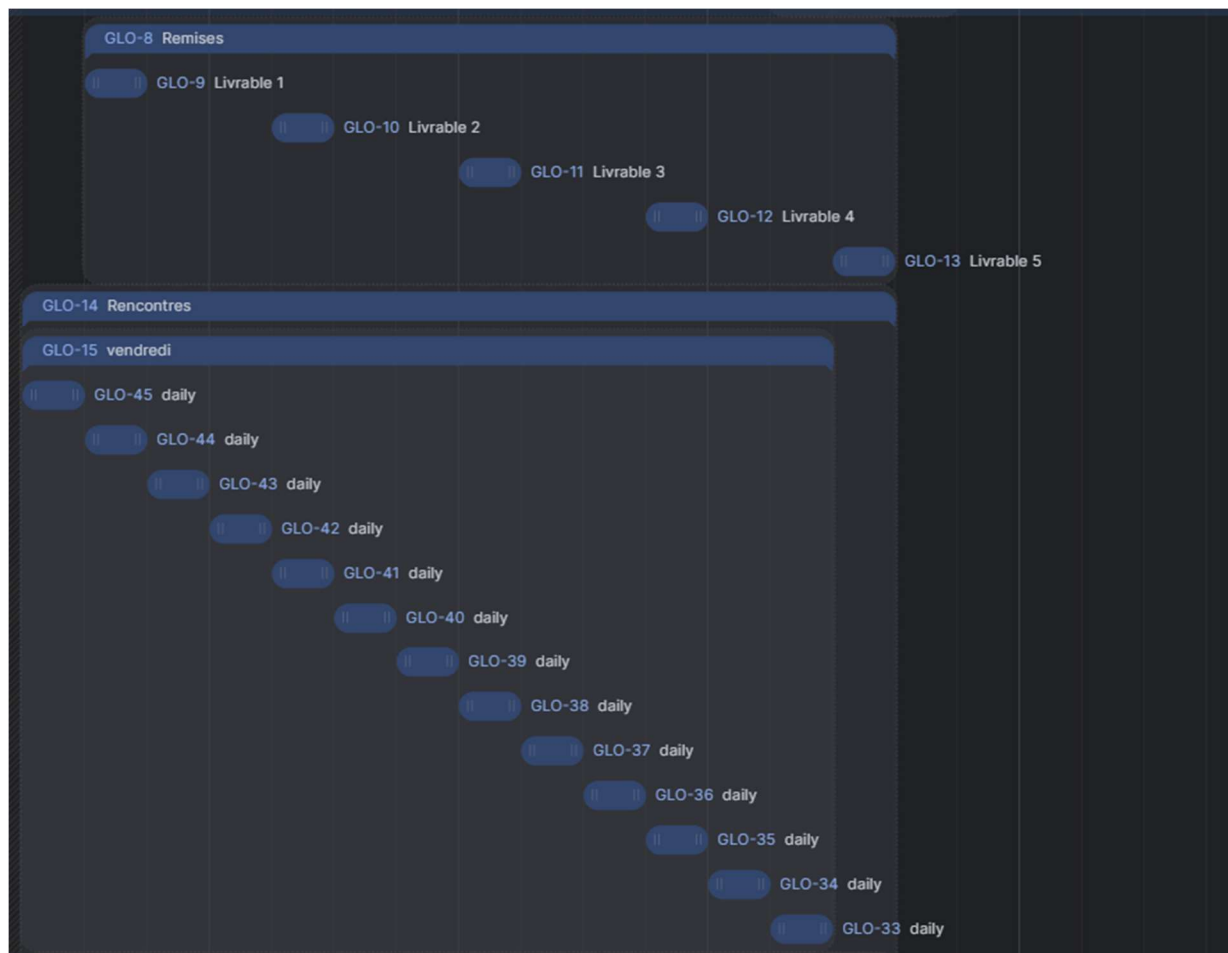 GLO-8 Remises
GLO-9 Livrable 1
GLO-10 Livrable 2
GLO-11 Livrable 3
GLO-12 Livrable 4
GLO-13 Livrable 5
GLO-14 Rencontres
GLO-15 vendredi
GLO-45 daily
GLO-44 daily
GLO-43 daily
GLO-42 daily
GLO-41 daily
GLO-40 daily
GLO-39 daily
GLO-38 daily
GLO-37 daily
GLO-36 daily
GLO-35 daily
GLO-34 daily
GLO-33 daily